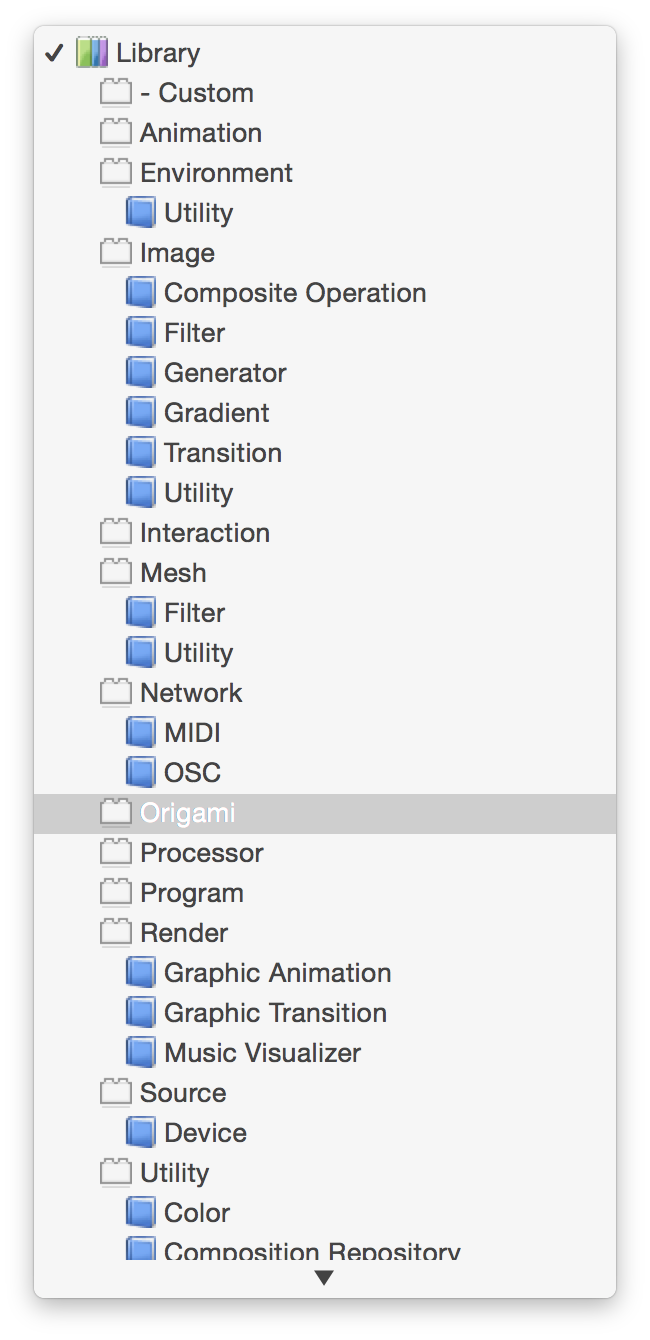 Library
- Custom
Animation
Environment
Utility
Image
Composite Operation
Filter
Generator
Gradient
Transition
Utility
Interaction
Mesh
Filter
Utility
Network
MIDI
OSC
Origami
Processor
Program
Render
Graphic Animation
Graphic Transition
Music Visualizer
Source
Device
Utility
Color
Composition Repository